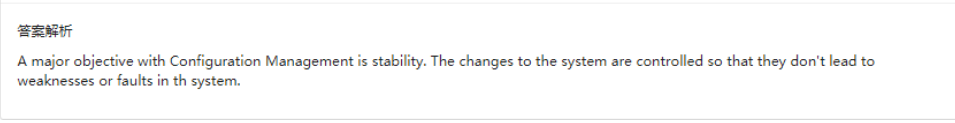 答案解析
A major objective with Configuration Management is stability. The changes to the system are controlled so that they don't lead to
weaknesses or faults in th system.